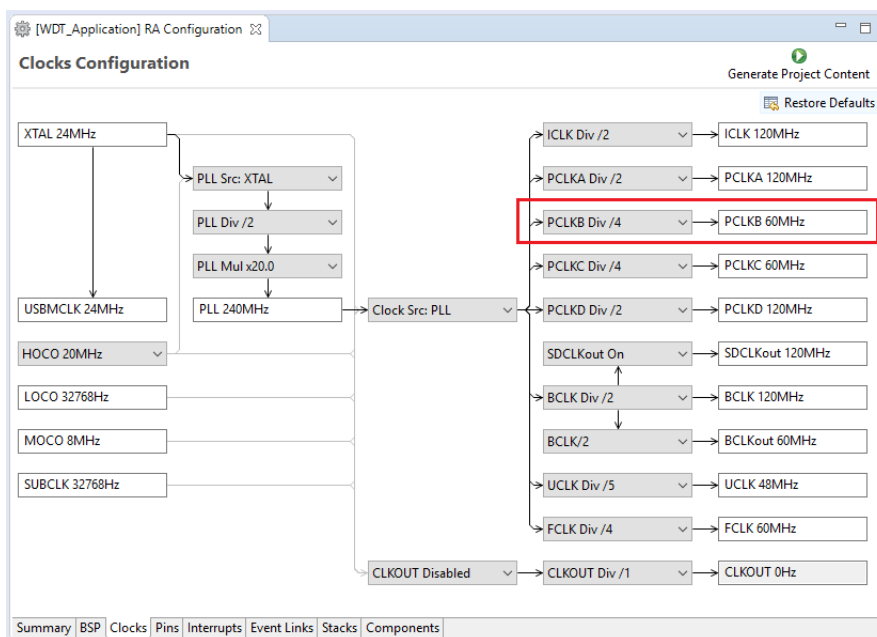 [WDT_Application] RA Configuration
Clocks Configuration
Generate Project Content
Restore Defaults
XTAL 24MHz
ICLK Div /2
ICLK 120MHz
PLL Src: XTAL
PCLKA Div /2
PCLKA 120MHz
PLL Div /2
PCLKB Div /4
PCLKB 60MHz
PLL Mul x20.0
PCLKC Div /4
PCLKC 60MHz
USBMCLK 24MHz
PLL 240MHz
Clock Src: PLL
PCLKD Div /2
PCLKD 120MHz
HOCO 20MHz
SDCLKout On
SDCLKout 120MHz
LOCO 32768Hz
BCLK Div /2
BCLK 120MHz
MOCO 8MHz
BCLK/2
BCLKout 60MHz
SUBCLK 32768Hz
UCLK Div /5
UCLK 48MHz
FCLK Div /4
FCLK 60MHz
CLKOUT Disabled
CLKOUT Div /1
CLKOUT 0Hz
Summary BSP Clocks Pins Interrupts Event Links Stacks Components